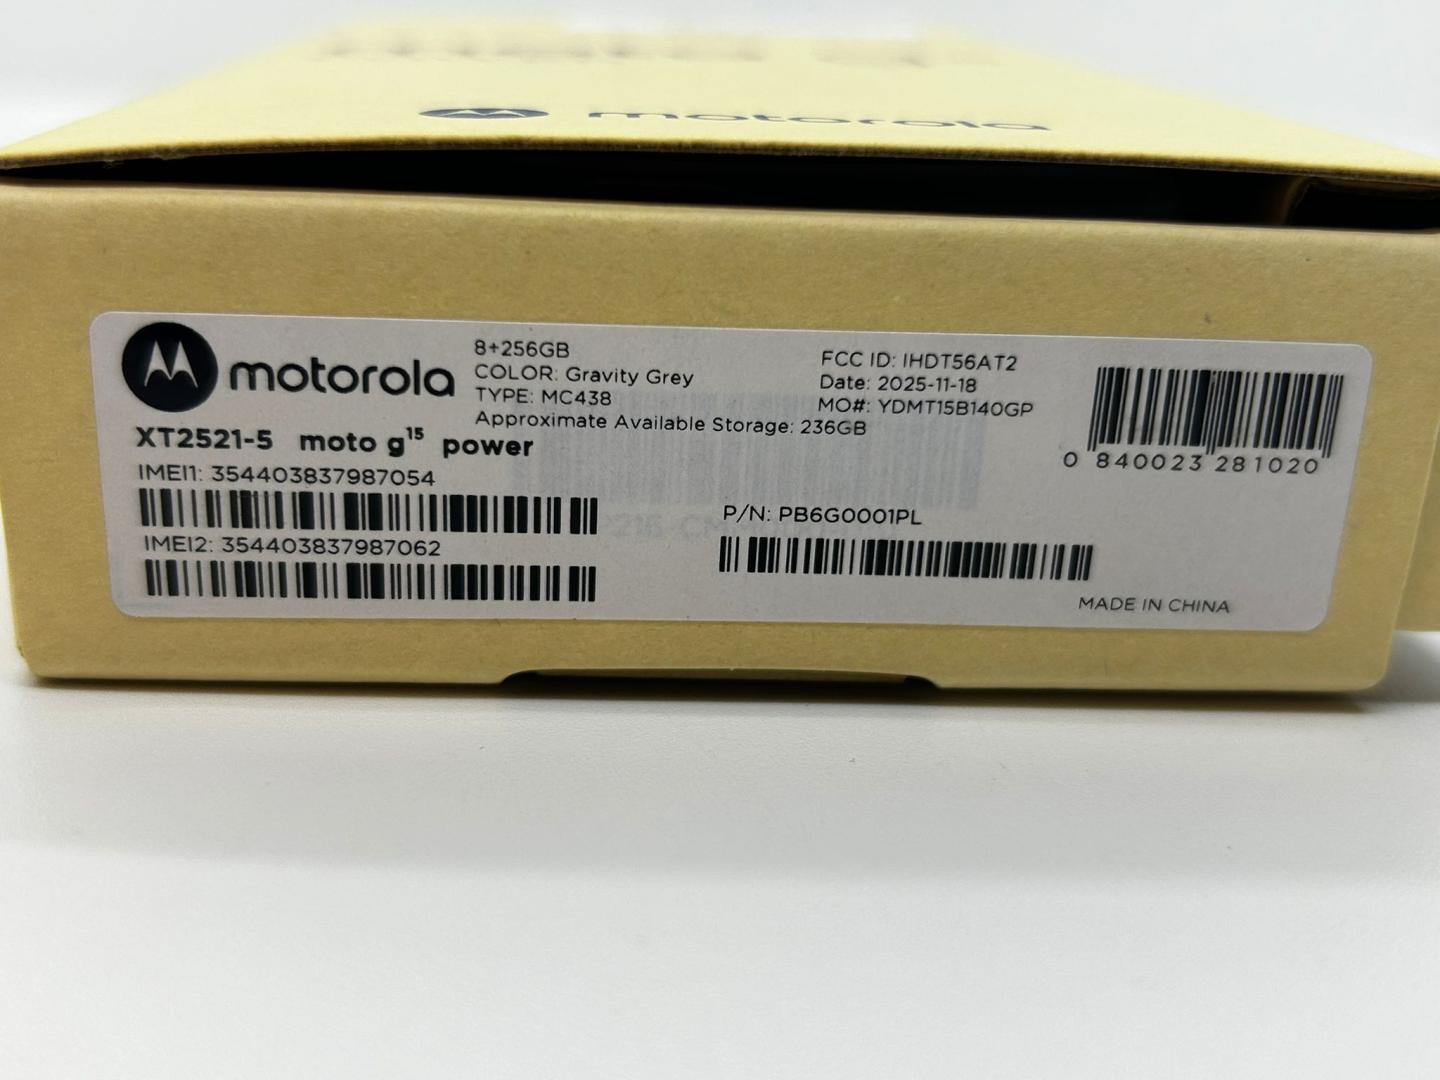 motorola
motorola
8+256GB
COLOR: Gravity Grey
TYPE: MC438
Approximate Available Storage: 236GB
FCC ID: IHDT56AT2
Date: 2025-11-18
MO#: YDMT15B140GP
0 840023 281020
XT2521-5 moto g15 power
IMEI1: 354403837987054
IMEI2: 354403837987062
P/N: PB6G0001PL
MADE IN CHINA